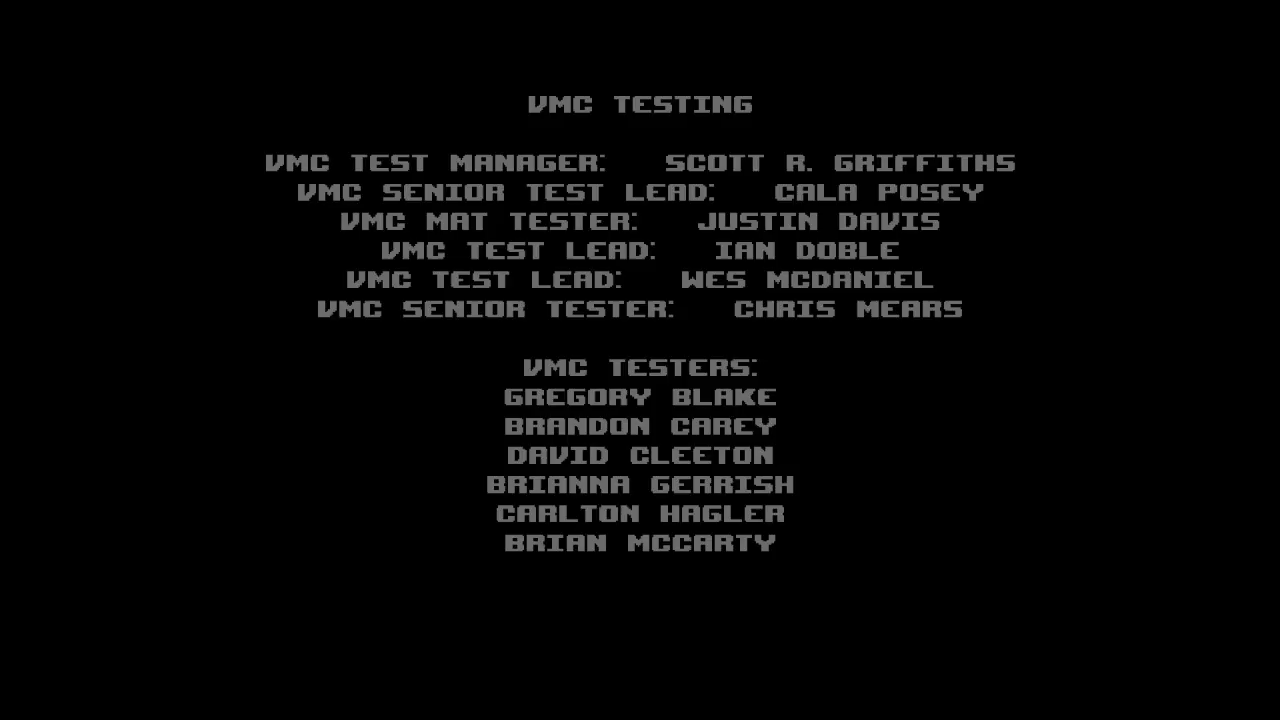 VMC TESTING
VMC TEST MANAGER: SCOTT R. GRIFFITHS
VMC SENIOR TEST LEAD: CALA POSEY
VMC MAT TESTER: JUSTIN DAVIS
VMC TEST LEAD: IAN DOBLE
VMC TEST LEAD: WES MCDANIEL
VMC SENIOR TESTER: CHRIS MEARS
VMC TESTERS:
GREGORY BLAKE
BRANDON CAREY
DAVID CLEETON
BRIANNA GERRISH
CARLTON HAGLER
BRIAN MCCARTY